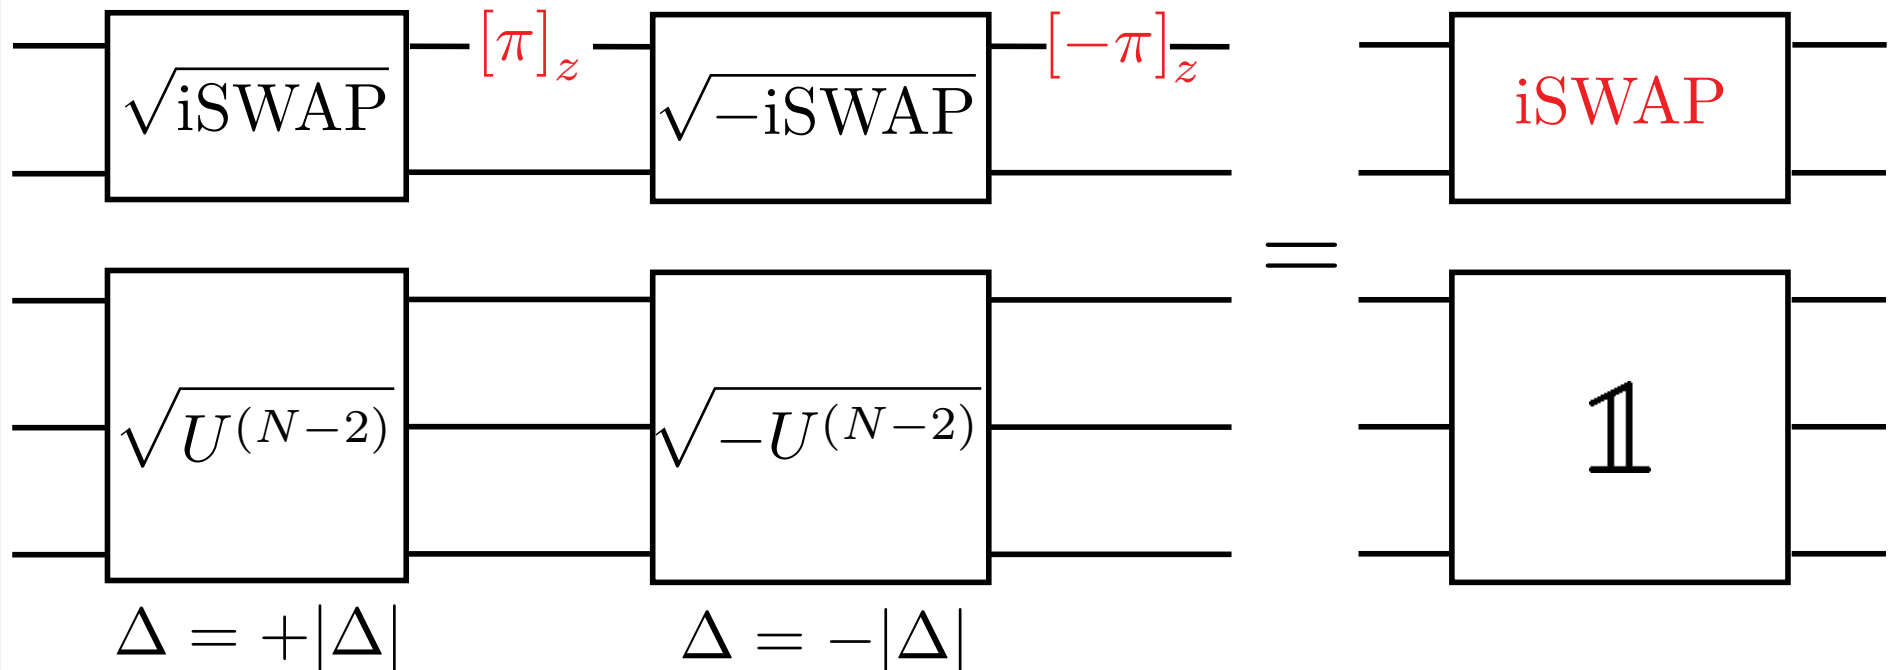 √iSWAP [π]z √−iSWAP [−π]z iSWAP
=
√U^(N−2) √−U^(N−2) 𝟙
Δ = +|Δ| Δ = −|Δ|